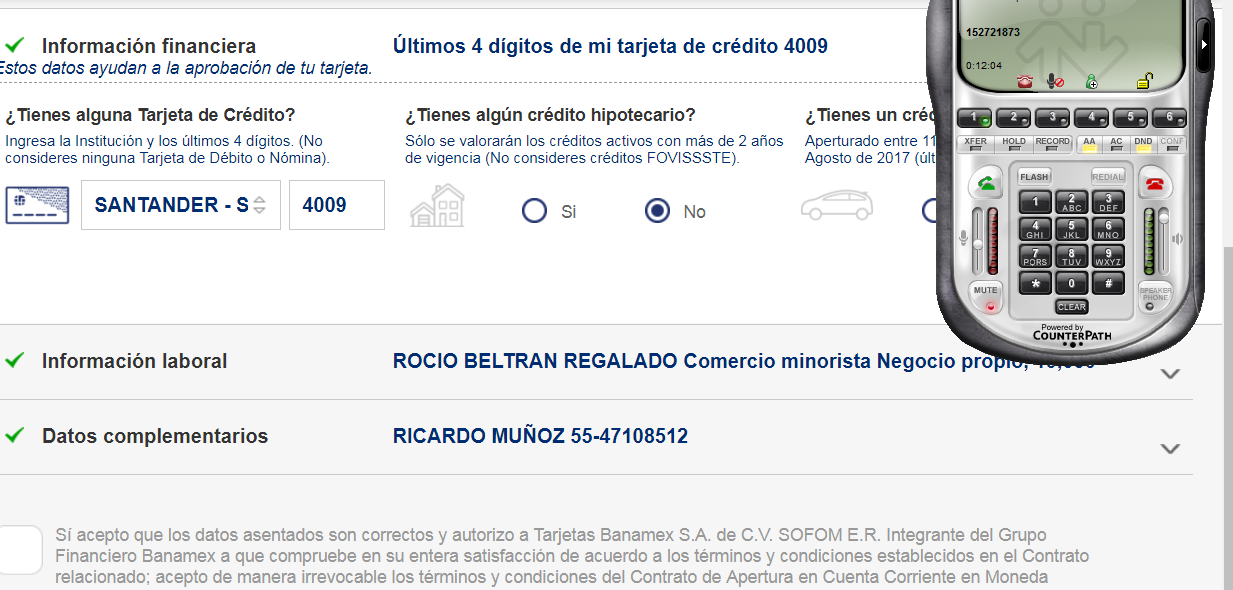 Información financiera
Últimos 4 dígitos de mi tarjeta de crédito 4009
Estos datos ayudan a la aprobación de tu tarjeta.
¿Tienes alguna Tarjeta de Crédito?
Ingresa la Institución y los últimos 4 dígitos. (No
consideres ninguna Tarjeta de Débito o Nómina).
SANTANDER - S
4009
¿Tienes algún crédito hipotecario?
Sólo se valorarán los créditos activos con más de 2 años
de vigencia (No consideres créditos FOVISSSTE).
Si
No
¿Tienes un
Aperturado entre 11
Agosto de 2017
152721873
0:12:04
1 2 3 4 5 6
XFER HOLD RECORD AA AC DND CONF
FLASH REDIAL
1 2 ABC 3 DEF
4 GHI 5 JKL 6 MNO
7 PQRS 8 TUV 9 WXYZ
* 0 #
MUTE
SPEAKER
PHONE
CLEAR
Powered by
COUNTERPATH
Información laboral
ROCIO BELTRAN REGALADO Comercio minorista Negocio propio,
Datos complementarios
RICARDO MUÑOZ 55-47108512
Sí acepto que los datos asentados son correctos y autorizo a Tarjetas Banamex S.A. de C.V. SOFOM E.R. Integrante del Grupo
Financiero Banamex a que compruebe en su entera satisfacción de acuerdo a los términos y condiciones establecidos en el Contrato
relacionado; acepto de manera irrevocable los términos y condiciones del Contrato de Apertura en Cuenta Corriente en Moneda